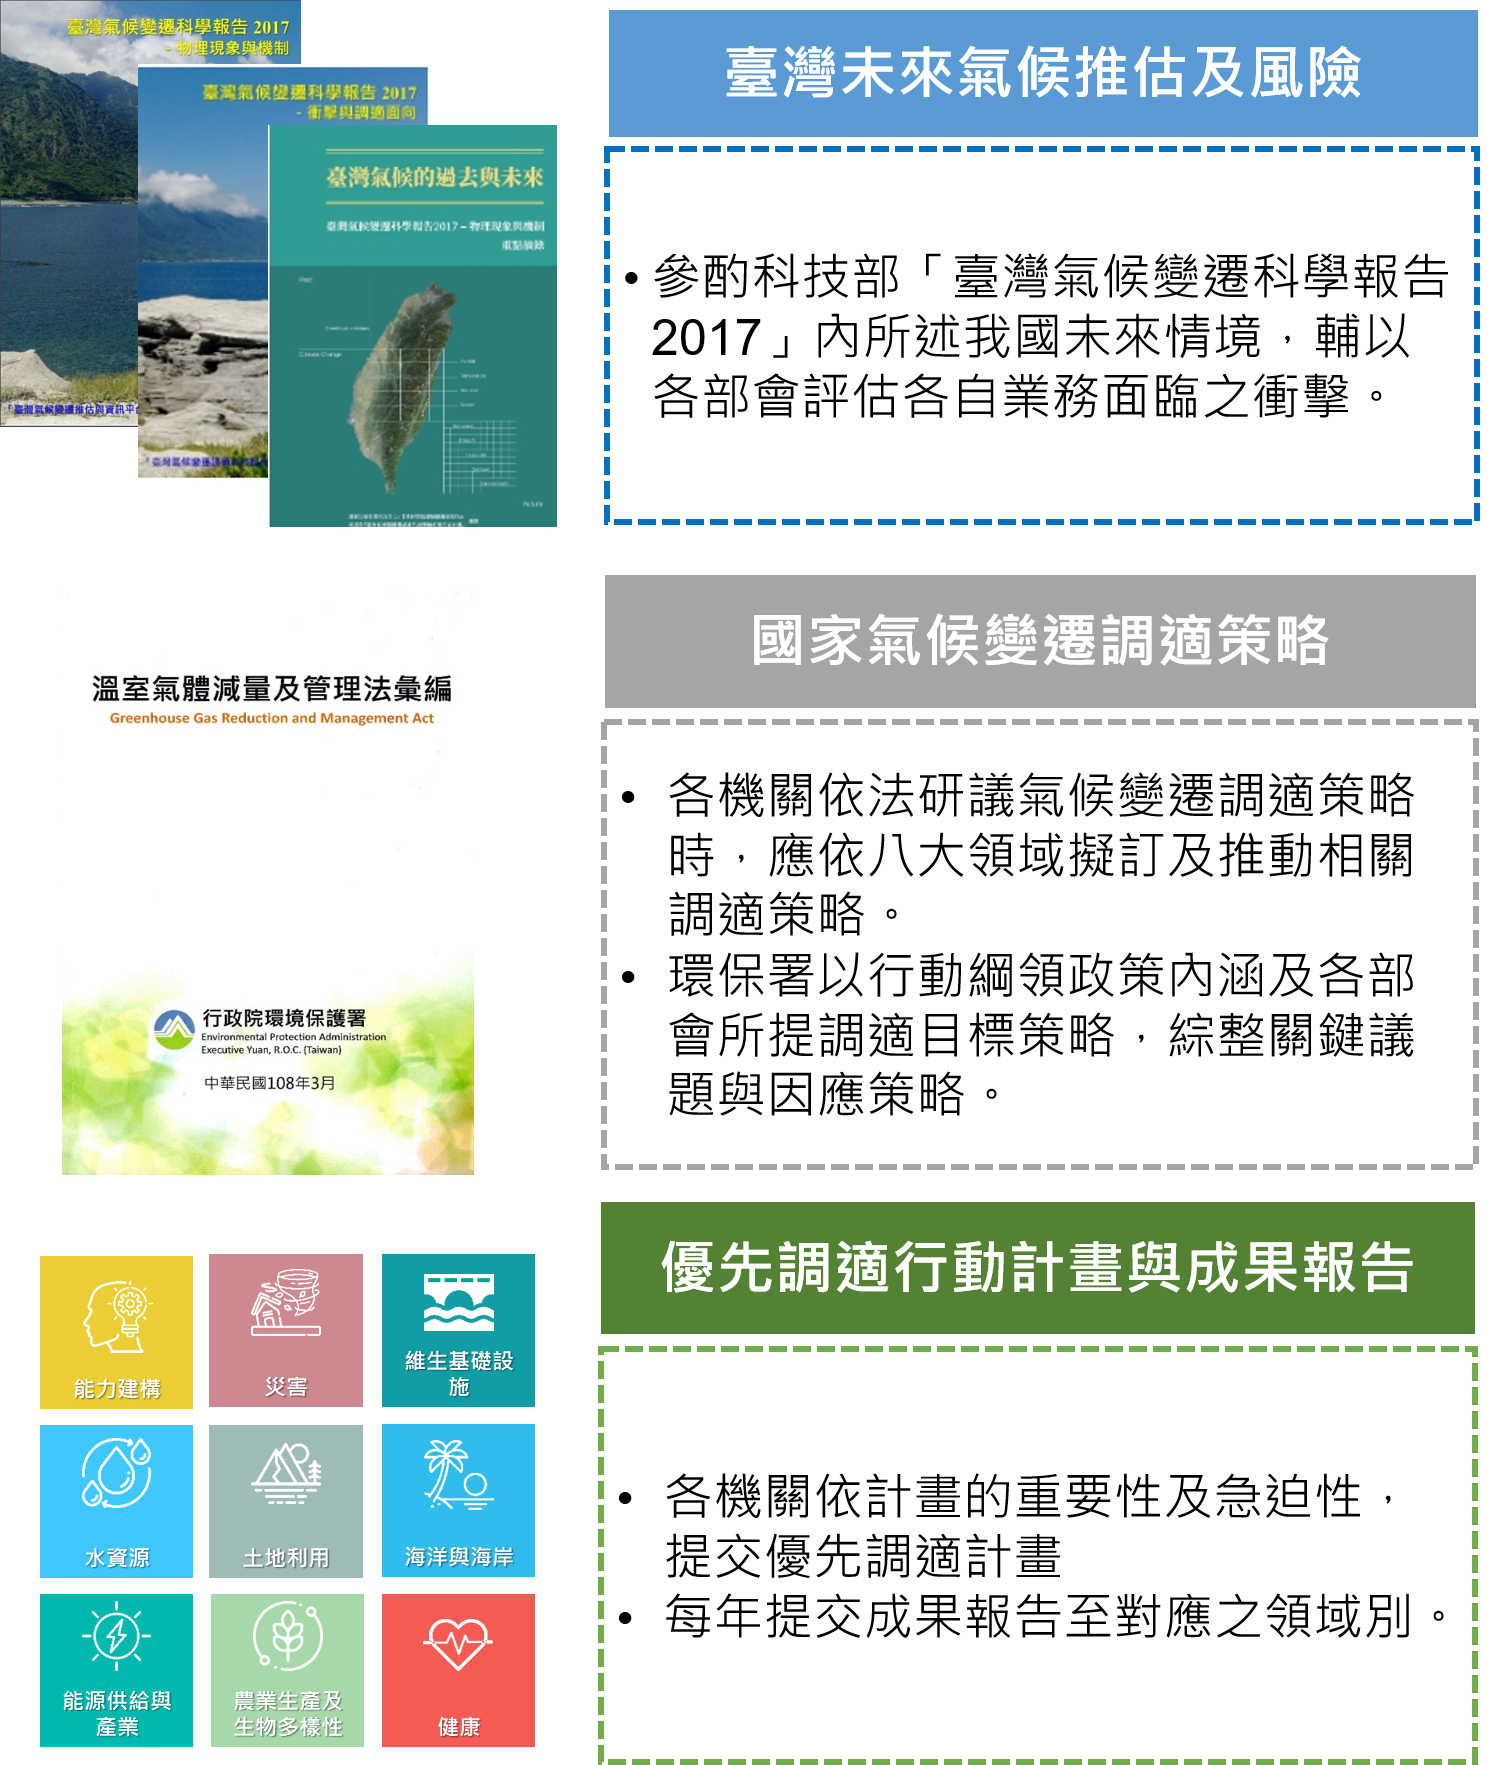 臺灣氣候變遷科學報告 2017
- 物理現象與機制
臺灣氣候變遷科學報告 2017
- 衝擊與調適面向
臺灣氣候的過去與未來
臺灣氣候變遷科學報告2017－物理現象與機制
重點摘錄
Past
Climate Change
Future
臺灣未來氣候推估及風險
• 參酌科技部「臺灣氣候變遷科學報告
2017」內所述我國未來情境，輔以
各部會評估各自業務面臨之衝擊。
溫室氣體減量及管理法彙編
Greenhouse Gas Reduction and Management Act
行政院環境保護署
Environmental Protection Administration
Executive Yuan, R.O.C. (Taiwan)
中華民國108年3月
國家氣候變遷調適策略
• 各機關依法研議氣候變遷調適策略
時，應依八大領域擬訂及推動相關
調適策略。
• 環保署以行動綱領政策內涵及各部
會所提調適目標策略，綜整關鍵議
題與因應策略。
能力建構
災害
維生基礎設
施
水資源
土地利用
海洋與海岸
能源供給與
產業
農業生產及
生物多樣性
健康
優先調適行動計畫與成果報告
• 各機關依計畫的重要性及急迫性，
提交優先調適計畫
• 每年提交成果報告至對應之領域別。